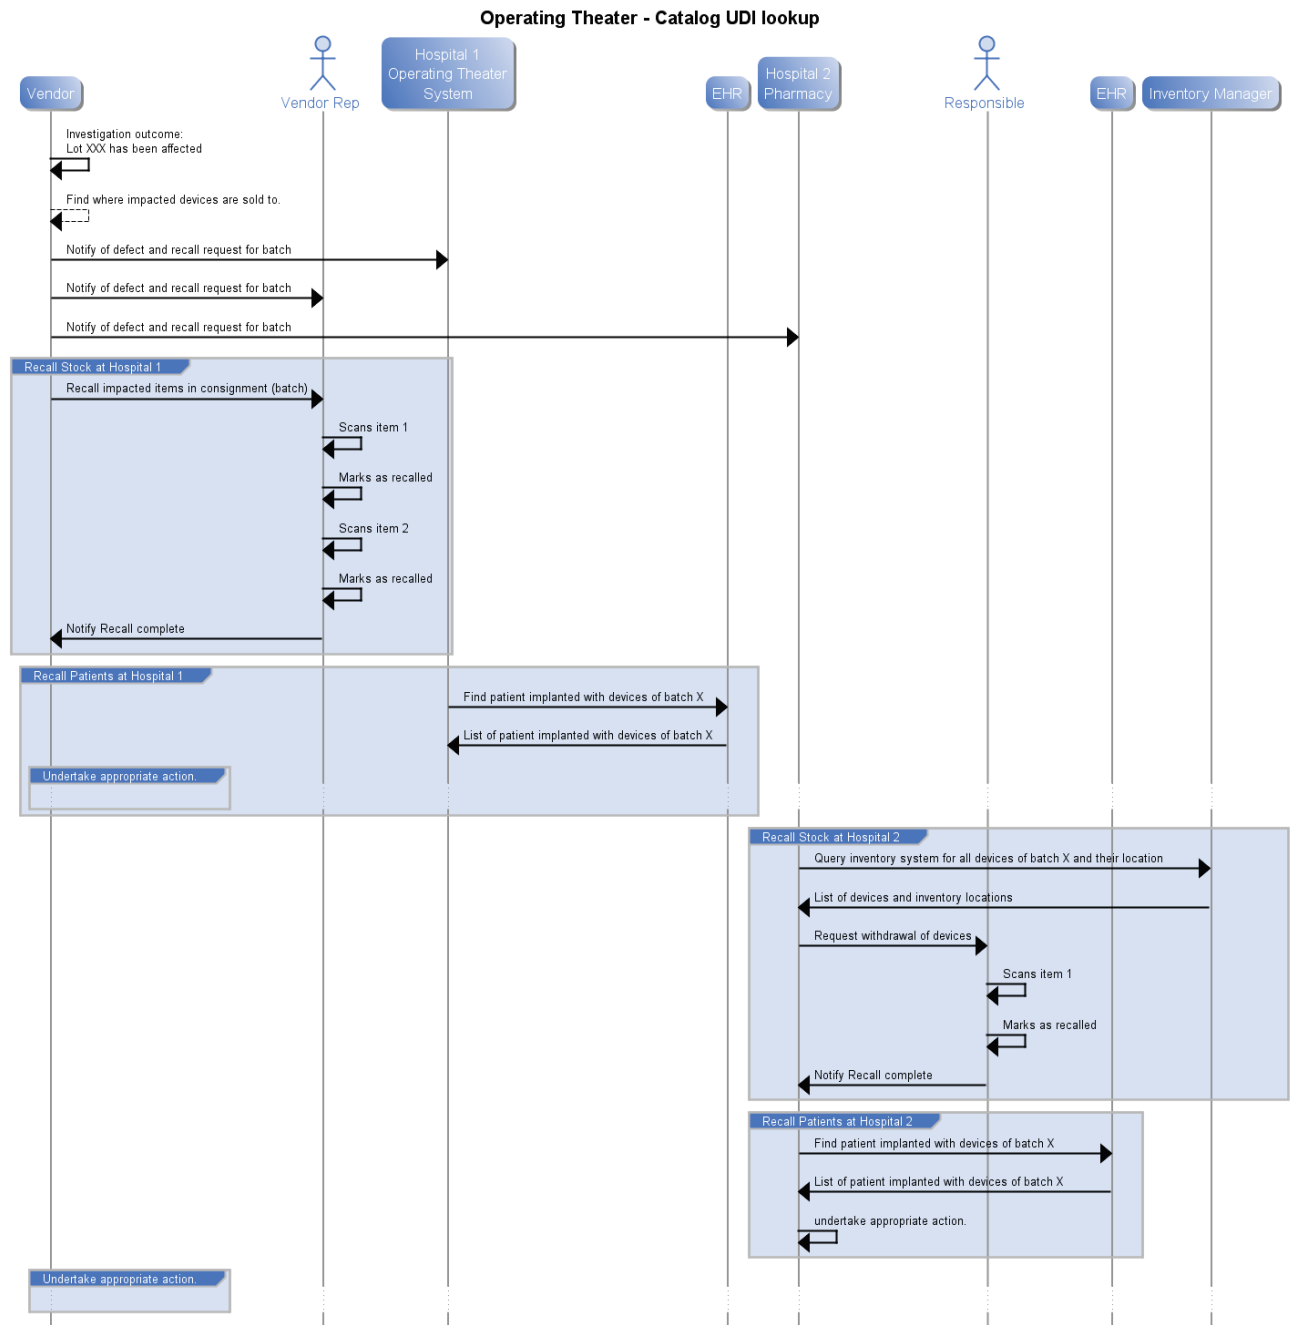 Operating Theater - Catalog UDI lookup
Vendor
Vendor Rep
Hospital 1
Operating Theater
System
EHR
Hospital 2
Pharmacy
Responsible
EHR
Inventory Manager
Investigation outcome:
Lot XXX has been affected
Find where impacted devices are sold to.
Notify of defect and recall request for batch
Notify of defect and recall request for batch
Notify of defect and recall request for batch
Recall Stock at Hospital 1
Recall impacted items in consignment (batch)
Scans item 1
Marks as recalled
Scans item 2
Marks as recalled
Notify Recall complete
Recall Patients at Hospital 1
Find patient implanted with devices of batch X
List of patient implanted with devices of batch X
Undertake appropriate action.
Recall Stock at Hospital 2
Query inventory system for all devices of batch X and their location
List of devices and inventory locations
Request withdrawal of devices
Scans item 1
Marks as recalled
Notify Recall complete
Recall Patients at Hospital 2
Find patient implanted with devices of batch X
List of patient implanted with devices of batch X
undertake appropriate action.
Undertake appropriate action.